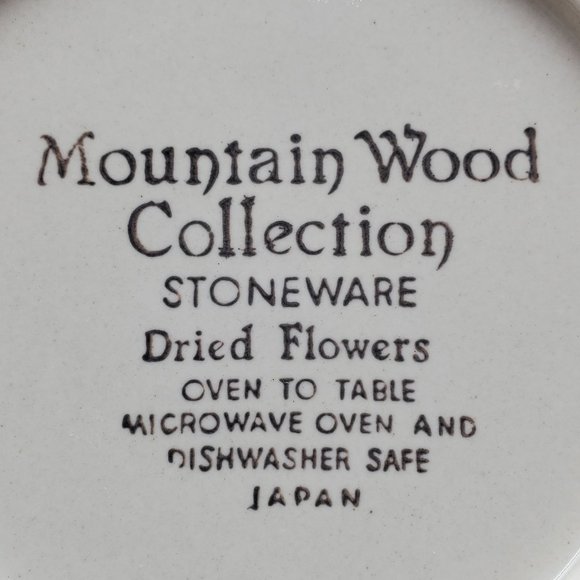 Mountain Wood
Collection
STONEWARE
Dried Flowers
OVEN TO TABLE
MICROWAVE OVEN AND
DISHWASHER SAFE
JAPAN